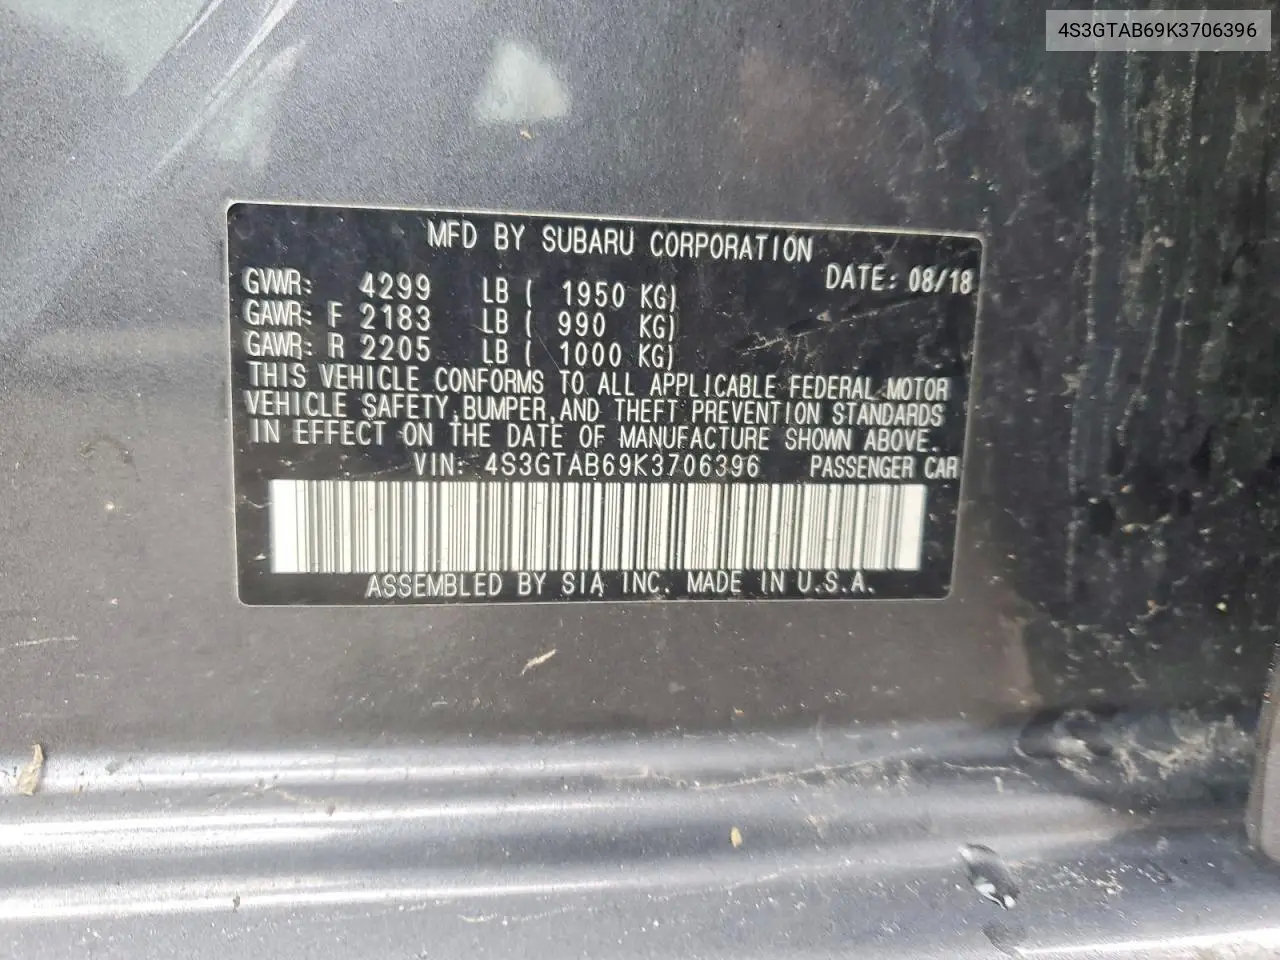 4S3GTAB69K3706396
MFD BY SUBARU CORPORATION
DATE: 08/18
GVWR: 4299 LB ( 1950 KG)
GAWR: F 2183 LB ( 990 KG)
GAWR: R 2205 LB ( 1000 KG)
THIS VEHICLE CONFORMS TO ALL APPLICABLE FEDERAL MOTOR
VEHICLE SAFETY, BUMPER, AND THEFT PREVENTION STANDARDS
IN EFFECT ON THE DATE OF MANUFACTURE SHOWN ABOVE.
VIN: 4S3GTAB69K3706396 PASSENGER CAR
ASSEMBLED BY SIA INC. MADE IN U.S.A.